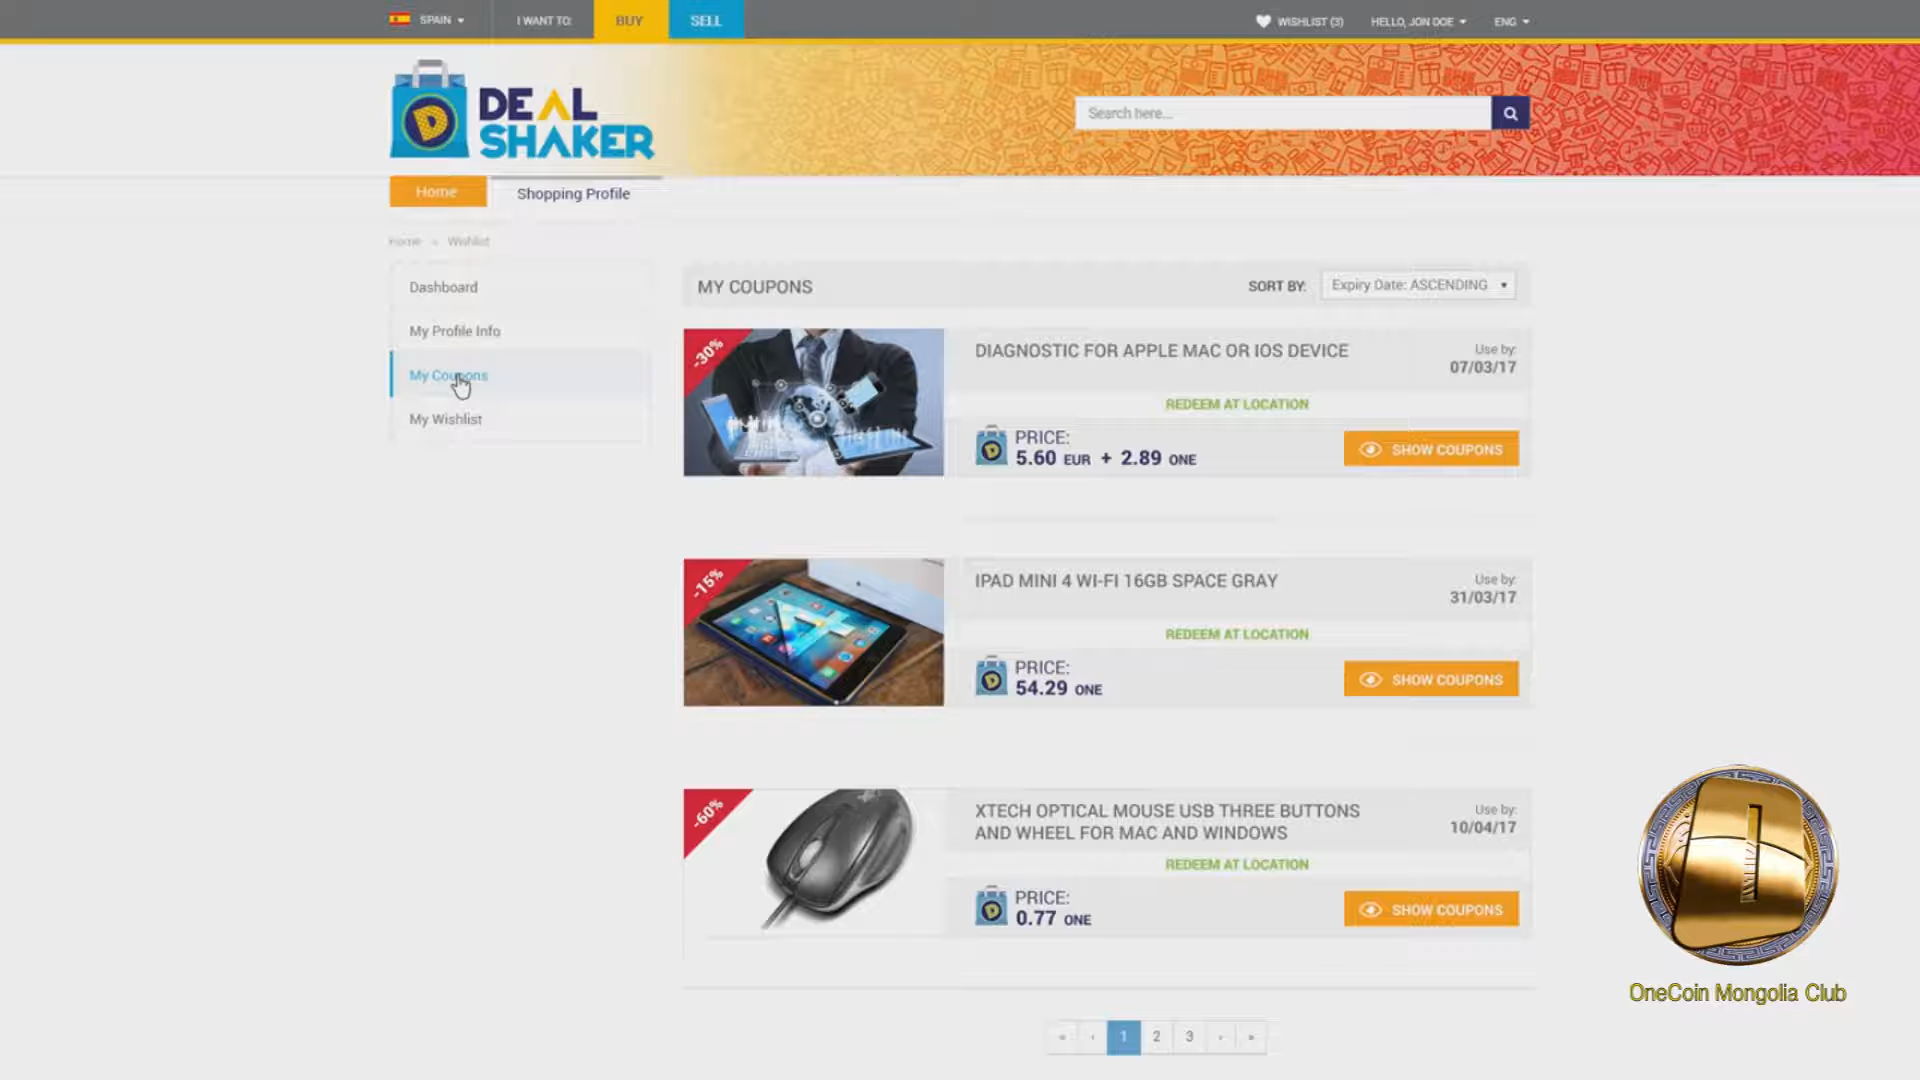 SPAIN
I WANT TO:
BUY
SELL
WISHLIST (3)
HELLO, JON DOE
ENG
DEAL
SHAKER
Search here...
Home
Shopping Profile
Home » Wishlist
Dashboard
My Profile Info
My Coupons
My Wishlist
MY COUPONS
SORT BY:
Expiry Date: ASCENDING
-30%
DIAGNOSTIC FOR APPLE MAC OR IOS DEVICE
Use by:
07/03/17
REDEEM AT LOCATION
PRICE:
5.60 EUR + 2.89 ONE
SHOW COUPONS
-15%
IPAD MINI 4 WI-FI 16GB SPACE GRAY
Use by:
31/03/17
REDEEM AT LOCATION
PRICE:
54.29 ONE
SHOW COUPONS
-60%
XTECH OPTICAL MOUSE USB THREE BUTTONS
AND WHEEL FOR MAC AND WINDOWS
Use by:
10/04/17
REDEEM AT LOCATION
PRICE:
0.77 ONE
SHOW COUPONS
OneCoin Mongolia Club
« ‹ 1 2 3 › »